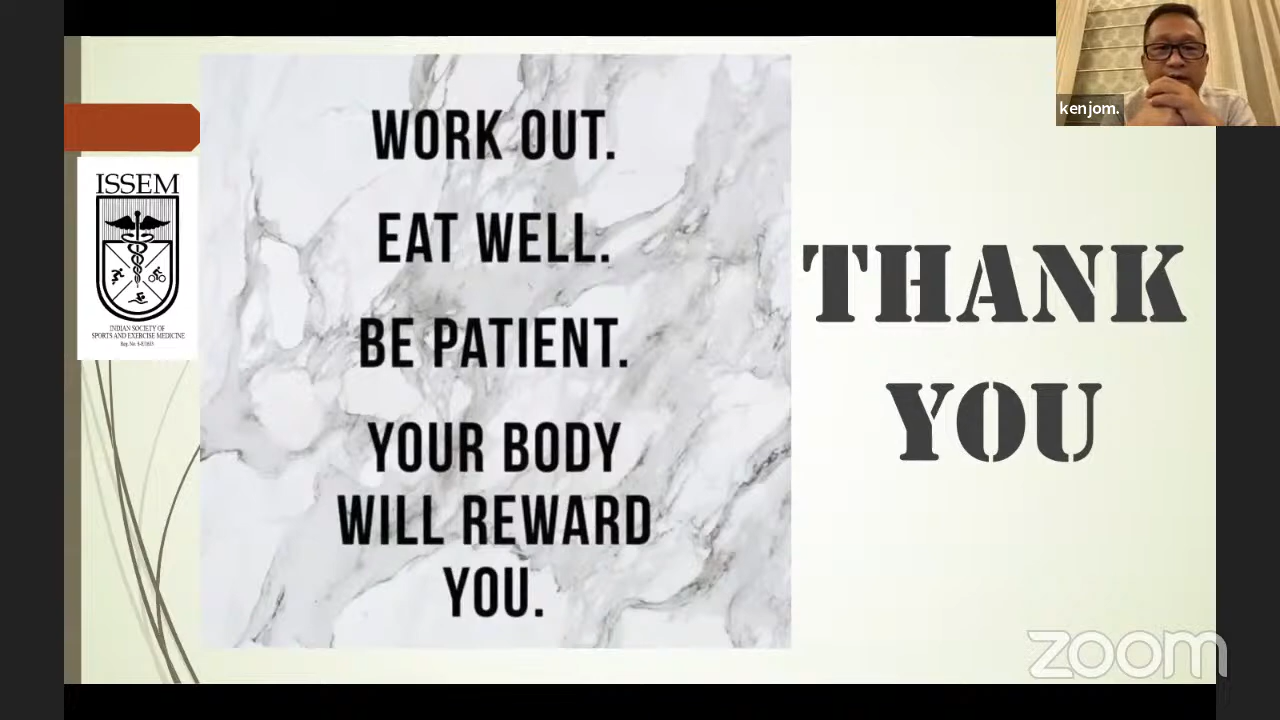 kenjom.
ISSEM
INDIAN SOCIETY OF
SPORTS AND EXERCISE MEDICINE
WORK OUT.
EAT WELL.
BE PATIENT.
YOUR BODY
WILL REWARD
YOU.
THANK
YOU
zoom